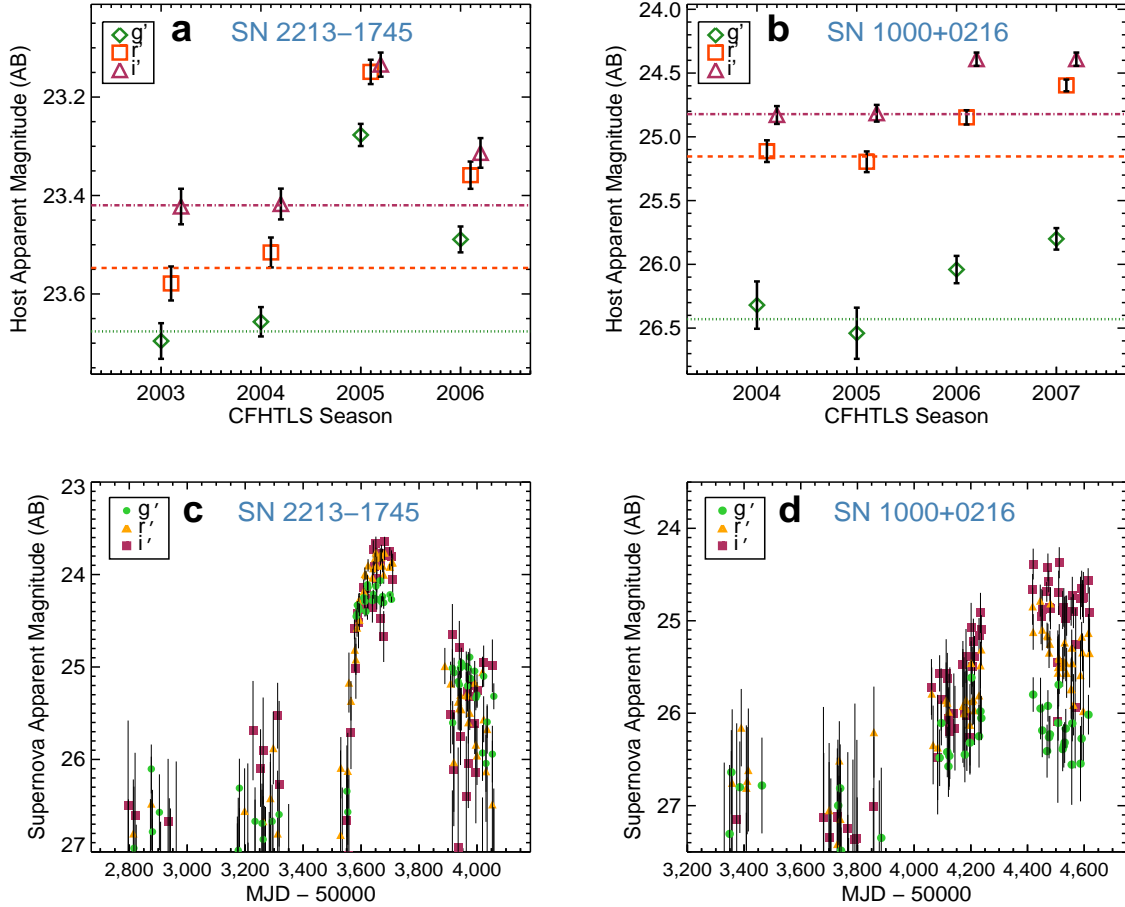 a SN 2213−1745
g'
r'
i'
Host Apparent Magnitude (AB)
23.2
23.4
23.6
2003 2004 2005 2006
CFHTLS Season
b SN 1000+0216
g'
r'
i'
Host Apparent Magnitude (AB)
24.0
24.5
25.0
25.5
26.0
26.5
2004 2005 2006 2007
CFHTLS Season
c SN 2213−1745
g′
r′
i′
Supernova Apparent Magnitude (AB)
23
24
25
26
27
2,800 3,000 3,200 3,400 3,600 3,800 4,000
MJD − 50000
d SN 1000+0216
g′
r′
i′
Supernova Apparent Magnitude (AB)
24
25
26
27
3,200 3,400 3,600 3,800 4,000 4,200 4,400 4,600
MJD − 50000